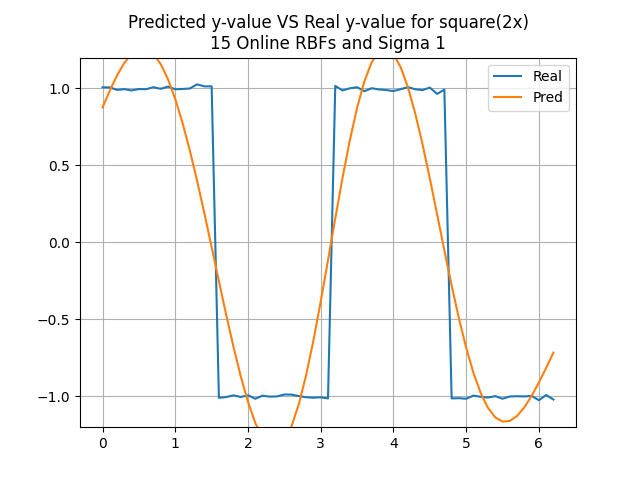 Predicted y-value VS Real y-value for square(2x)
15 Online RBFs and Sigma 1
Real
Pred
1.0
0.5
0.0
−0.5
−1.0
0 1 2 3 4 5 6